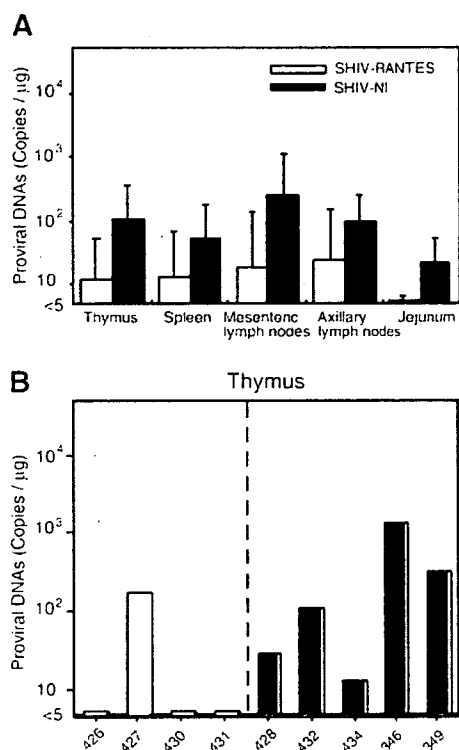 A
SHIV-RANTES
SHIV-NI
Proviral DNAs (Copies / μg)
10⁴
10³
10²
10
<5
Thymus Spleen Mesenteric lymph nodes Axillary lymph nodes Jejunum
B
Thymus
Proviral DNAs (Copies / μg)
10⁴
10³
10²
10
<5
426 427 430 431 428 432 434 346 349